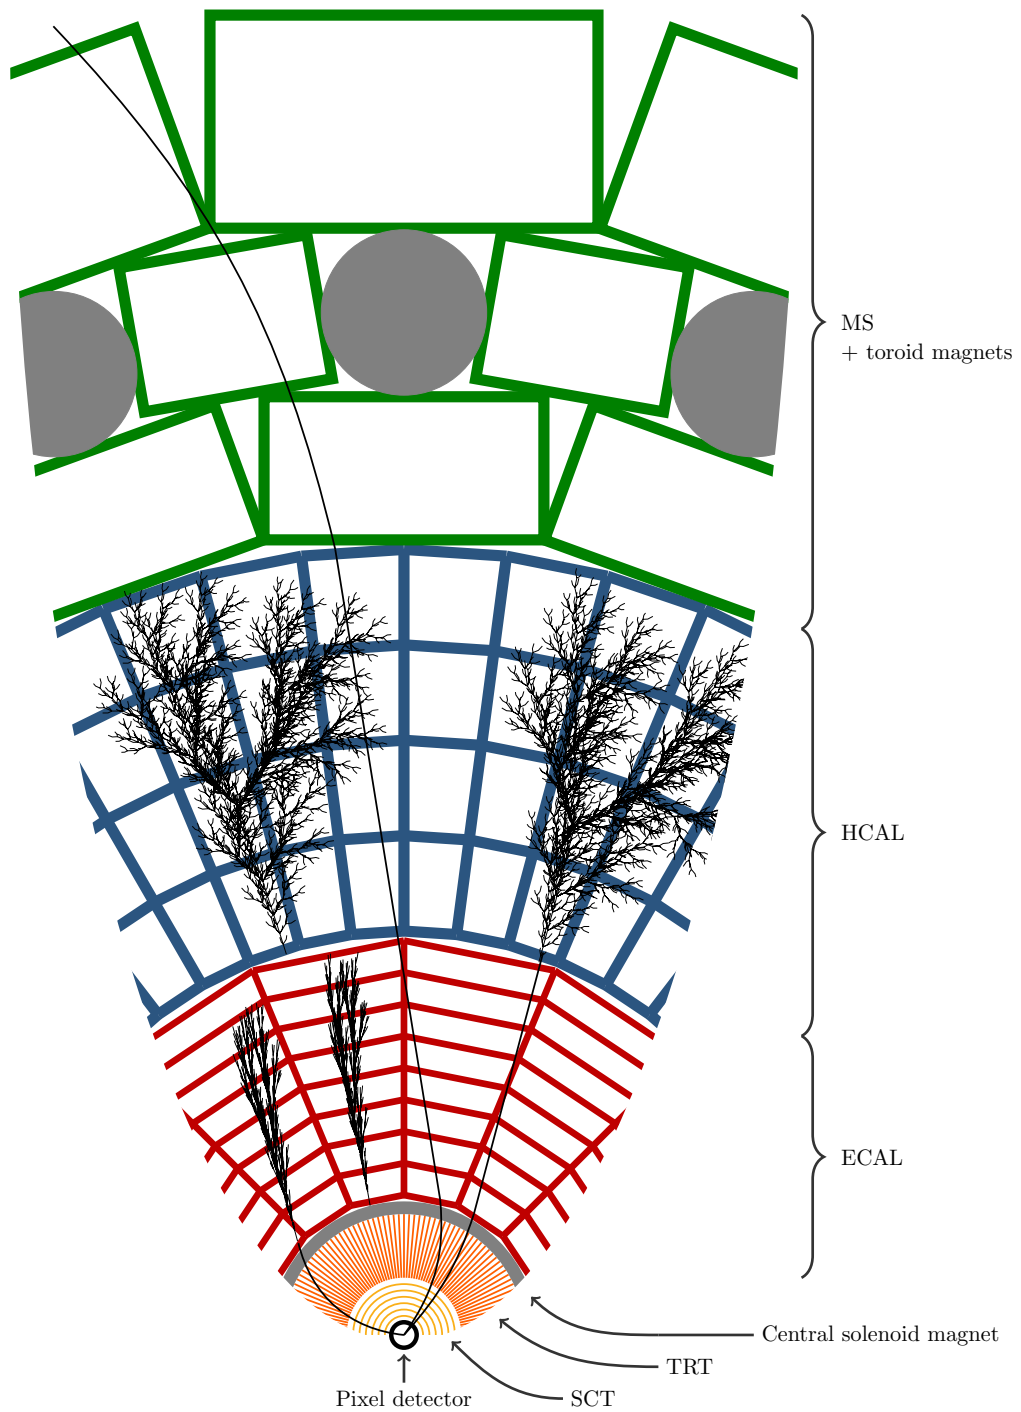 MS
+ toroid magnets
HCAL
ECAL
Central solenoid magnet
TRT
SCT
Pixel detector